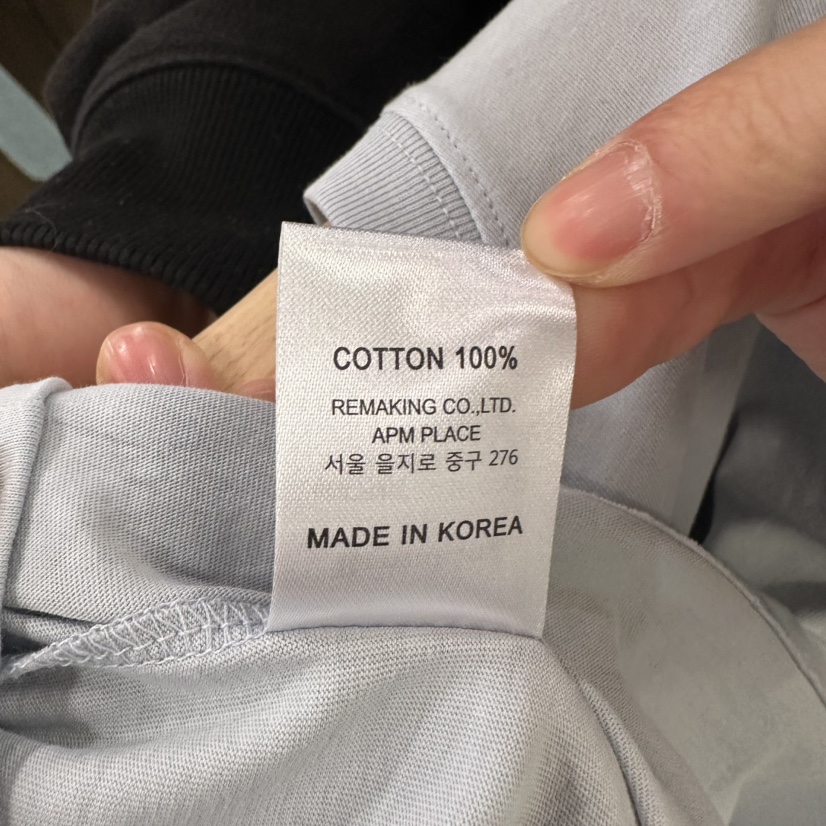 COTTON 100%
REMAKING CO.,LTD.
APM PLACE
서울 을지로 중구 276
MADE IN KOREA